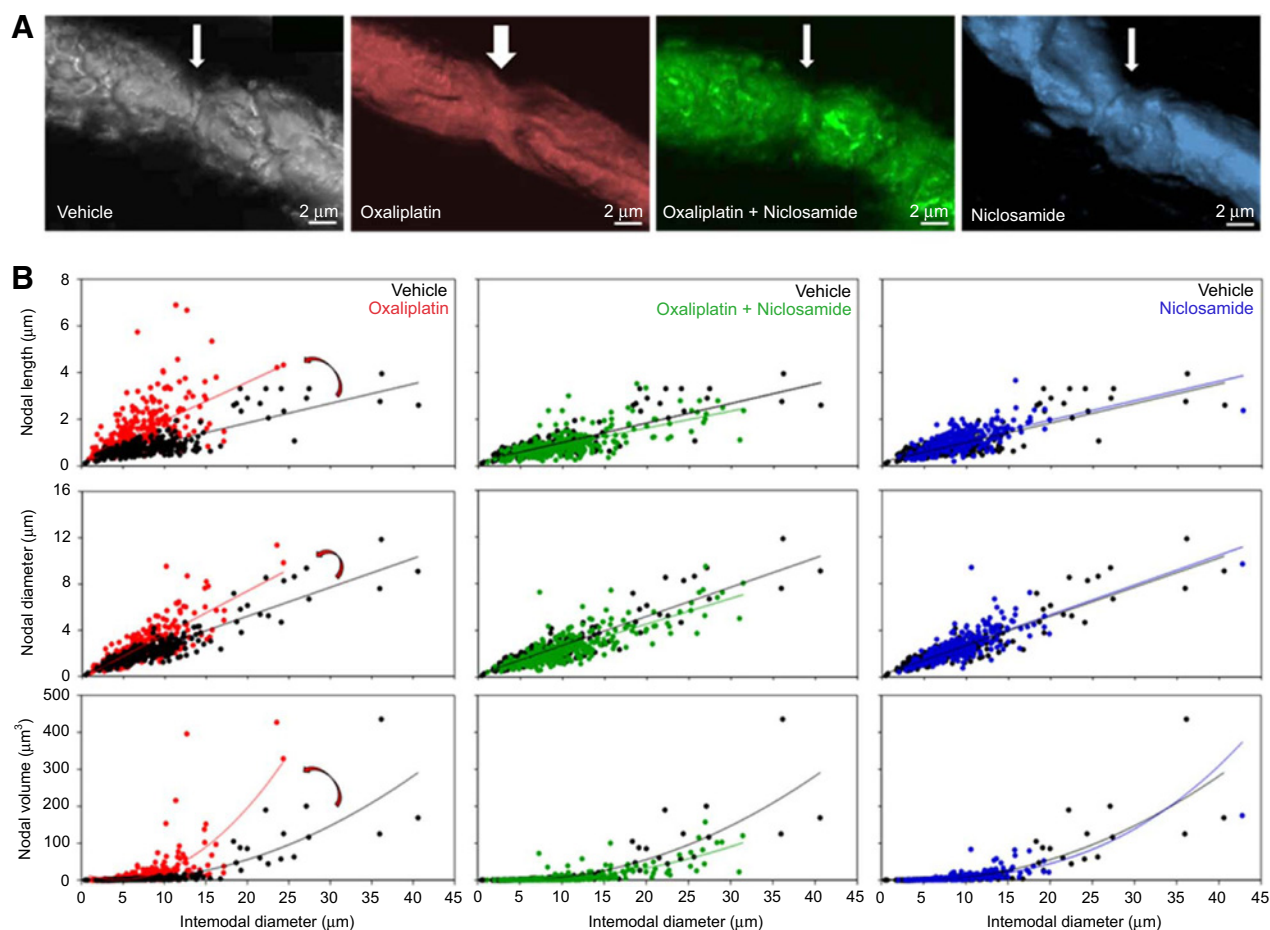 A
Vehicle
2 μm
Oxaliplatin
2 μm
Oxaliplatin + Niclosamide
2 μm
Niclosamide
2 μm
B
Nodal length (μm)
8
6
4
2
0
Vehicle
Oxaliplatin
Vehicle
Oxaliplatin + Niclosamide
Vehicle
Niclosamide
Nodal diameter (μm)
16
12
8
4
0
Nodal volume (μm³)
500
400
300
200
100
0
0 5 10 15 20 25 30 35 40 45
0 5 10 15 20 25 30 35 40 45
0 5 10 15 20 25 30 35 40 45
Intemodal diameter (μm)
Intemodal diameter (μm)
Intemodal diameter (μm)